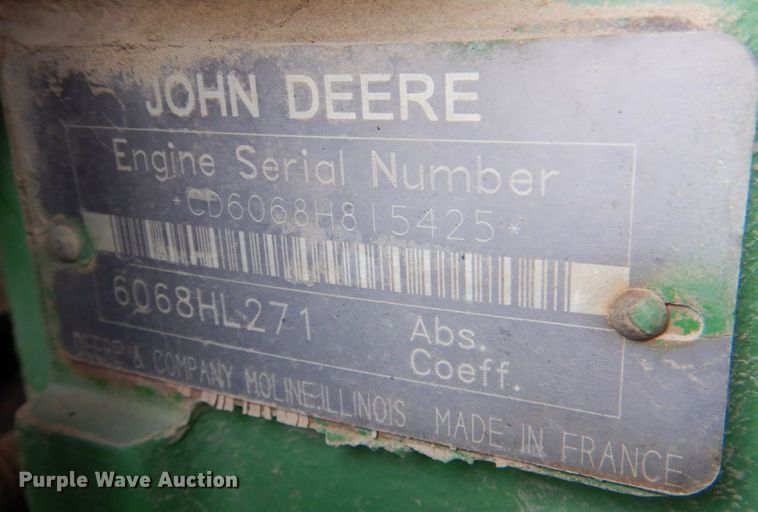 JOHN DEERE
Engine Serial Number
*CD6068H815425*
6068HL271
Abs.
Coeff.
DEERE & COMPANY MOLINE ILLINOIS MADE IN FRANCE
Purple Wave Auction